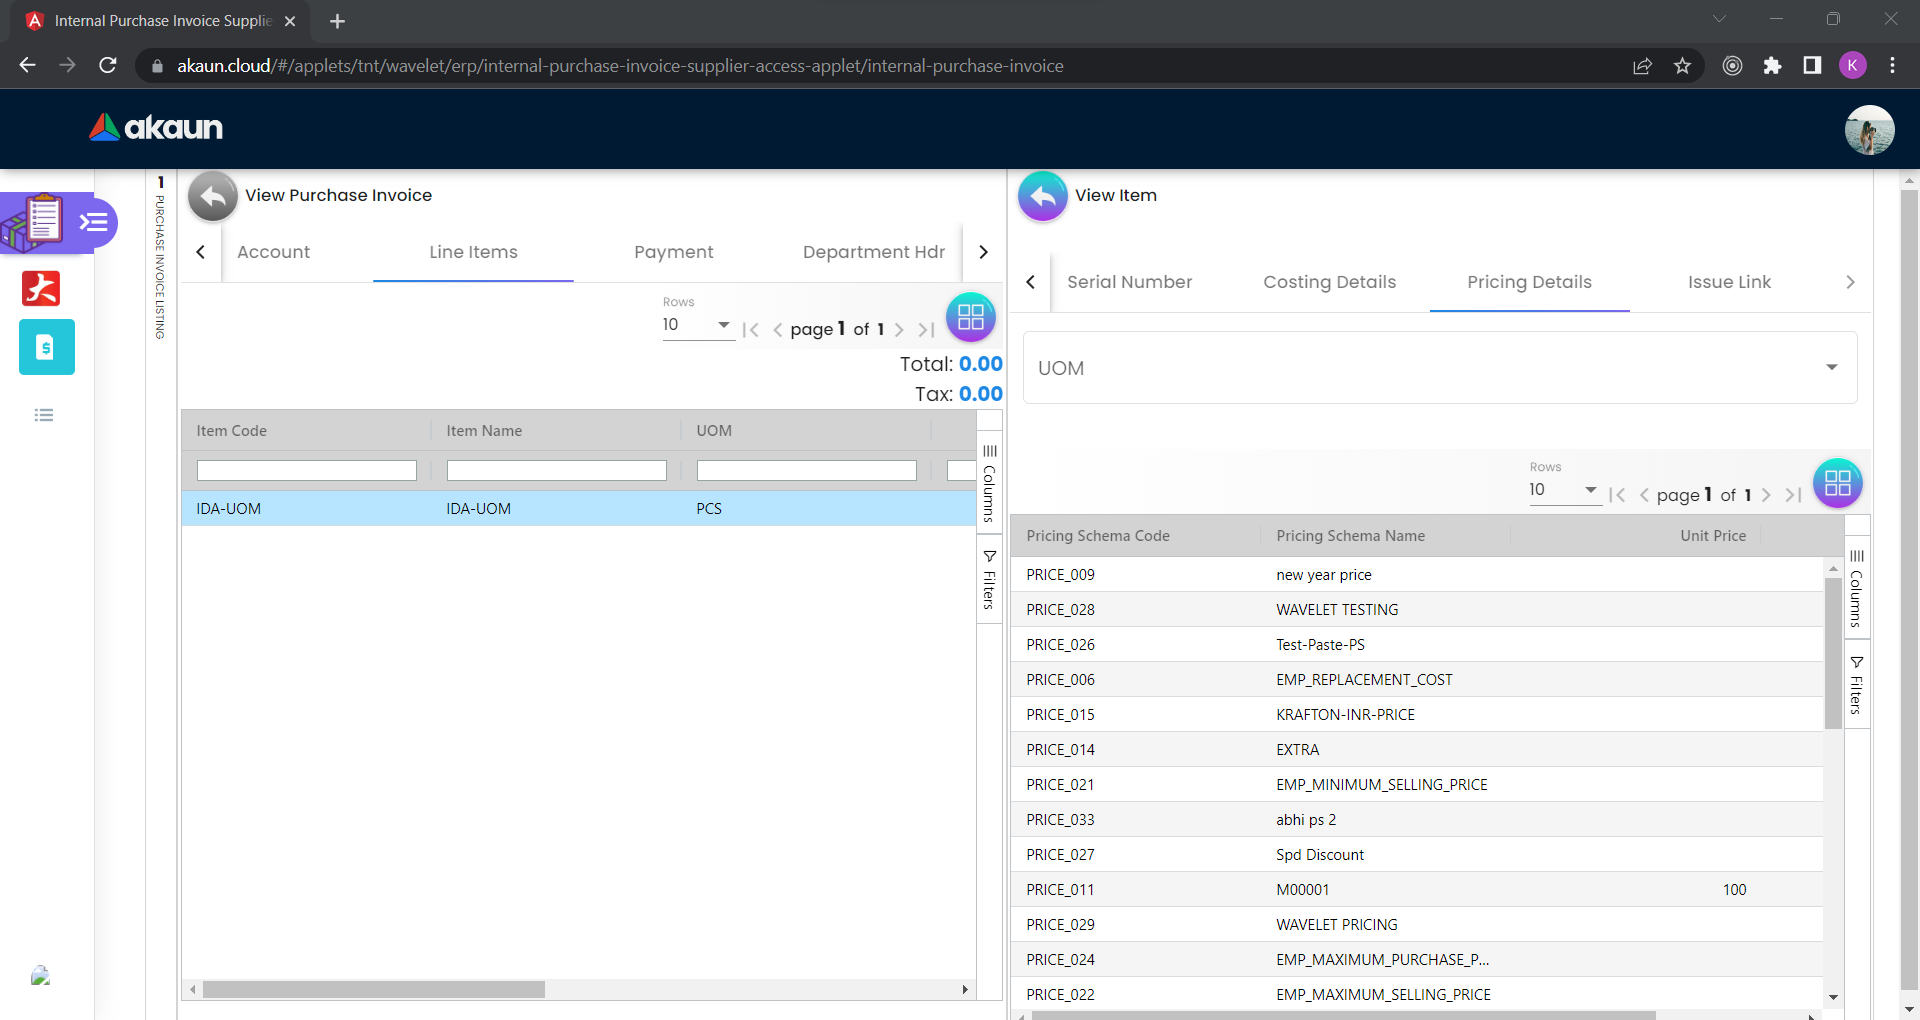 Internal Purchase Invoice Supplie
akaun.cloud/#/applets/tnt/wavelet/erp/internal-purchase-invoice-supplier-access-applet/internal-purchase-invoice
K
akaun
1 PURCHASE INVOICE LISTING
View Purchase Invoice
Account Line Items Payment Department Hdr
Rows
10 page 1 of 1
Total: 0.00
Tax: 0.00
Item Code Item Name UOM
IDA-UOM IDA-UOM PCS
Columns
Filters
View Item
Serial Number Costing Details Pricing Details Issue Link
UOM
Rows
10 page 1 of 1
Pricing Schema Code Pricing Schema Name Unit Price
PRICE_009 new year price
PRICE_028 WAVELET TESTING
PRICE_026 Test-Paste-PS
PRICE_006 EMP_REPLACEMENT_COST
PRICE_015 KRAFTON-INR-PRICE
PRICE_014 EXTRA
PRICE_021 EMP_MINIMUM_SELLING_PRICE
PRICE_033 abhi ps 2
PRICE_027 Spd Discount
PRICE_011 M00001 100
PRICE_029 WAVELET PRICING
PRICE_024 EMP_MAXIMUM_PURCHASE_P...
PRICE_022 EMP_MAXIMUM_SELLING_PRICE
Columns
Filters